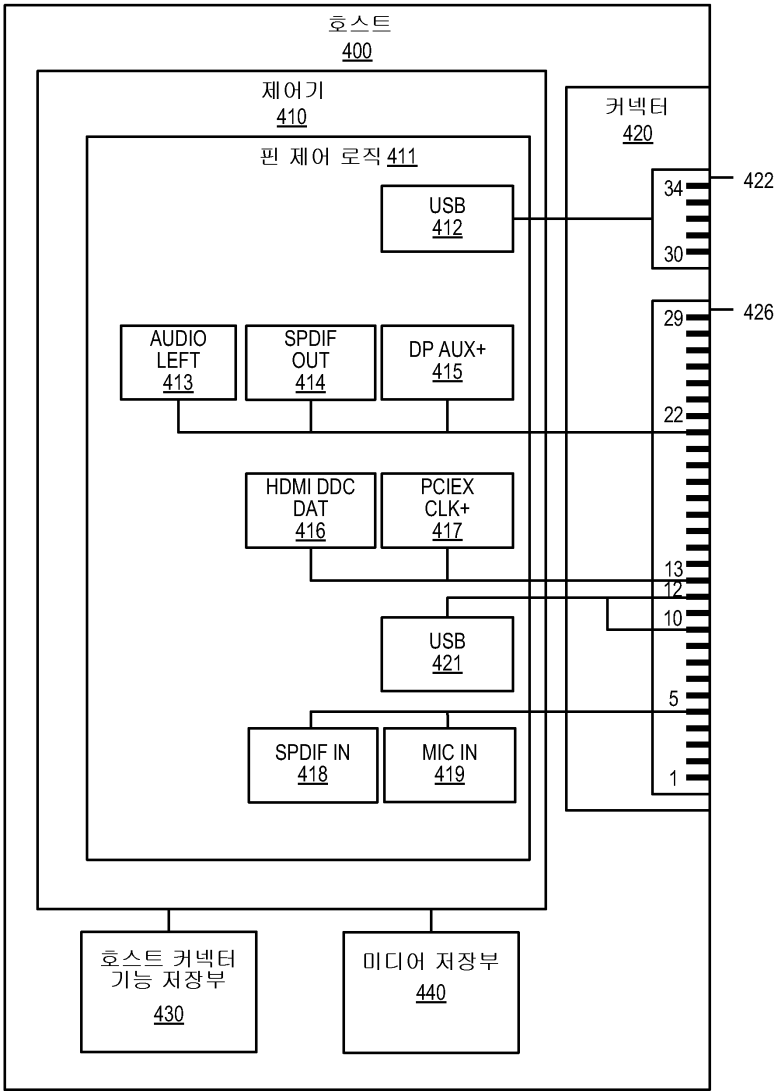 호스트
400
제어기
410
커넥터
420
핀 제어 로직 411
USB
412
34
30
422
426
AUDIO
LEFT
413
SPDIF
OUT
414
DP AUX+
415
29
22
HDMI DDC
DAT
416
PCIEX
CLK+
417
13
12
10
USB
421
5
SPDIF IN
418
MIC IN
419
1
호스트 커넥터
기능 저장부
430
미디어 저장부
440